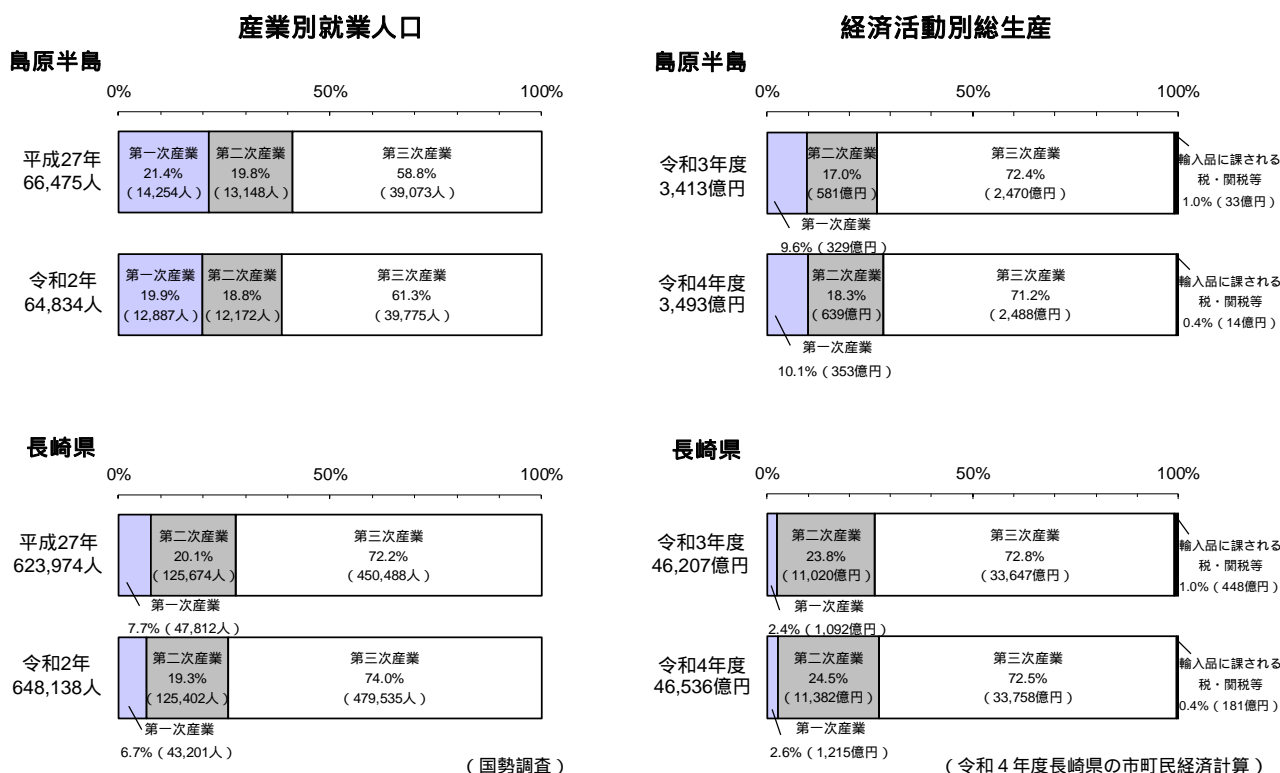 産業別就業人口
島原半島
0%
50%
100%
平成27年
66,475人
第一次産業
21.4%
(14,254人)
第二次産業
19.8%
(13,148人)
第三次産業
58.8%
(39,073人)
令和2年
64,834人
第一次産業
19.9%
(12,887人)
第二次産業
18.8%
(12,172人)
第三次産業
61.3%
(39,775人)
長崎県
0%
50%
100%
平成27年
623,974人
第二次産業
20.1%
(125,674人)
第三次産業
72.2%
(450,488人)
第一次産業
7.7%(47,812人)
令和2年
648,138人
第二次産業
19.3%
(125,402人)
第三次産業
74.0%
(479,535人)
第一次産業
6.7%(43,201人)
(国勢調査)
経済活動別総生産
島原半島
0%
50%
100%
令和3年度
3,413億円
第二次産業
17.0%
(581億円)
第三次産業
72.4%
(2,470億円)
輸入品に課される
税・関税等
1.0%(33億円)
第一次産業
9.6%(329億円)
令和4年度
3,493億円
第二次産業
18.3%
(639億円)
第三次産業
71.2%
(2,488億円)
輸入品に課される
税・関税等
0.4%(14億円)
第一次産業
10.1%(353億円)
長崎県
0%
50%
100%
令和3年度
46,207億円
第二次産業
23.8%
(11,020億円)
第三次産業
72.8%
(33,647億円)
輸入品に課される
税・関税等
1.0%(448億円)
第一次産業
2.4%(1,092億円)
令和4年度
46,536億円
第二次産業
24.5%
(11,382億円)
第三次産業
72.5%
(33,758億円)
輸入品に課される
税・関税等
0.4%(181億円)
第一次産業
2.6%(1,215億円)
(令和4年度長崎県の市町民経済計算)